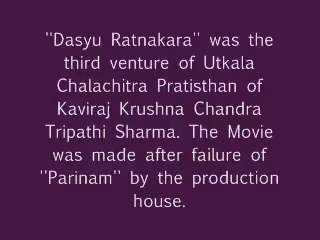 "Dasyu Ratnakara" was the
third venture of Utkala
Chalachitra Pratisthan of
Kaviraj Krushna Chandra
Tripathi Sharma. The Movie
was made after failure of
"Parinam" by the production
house.